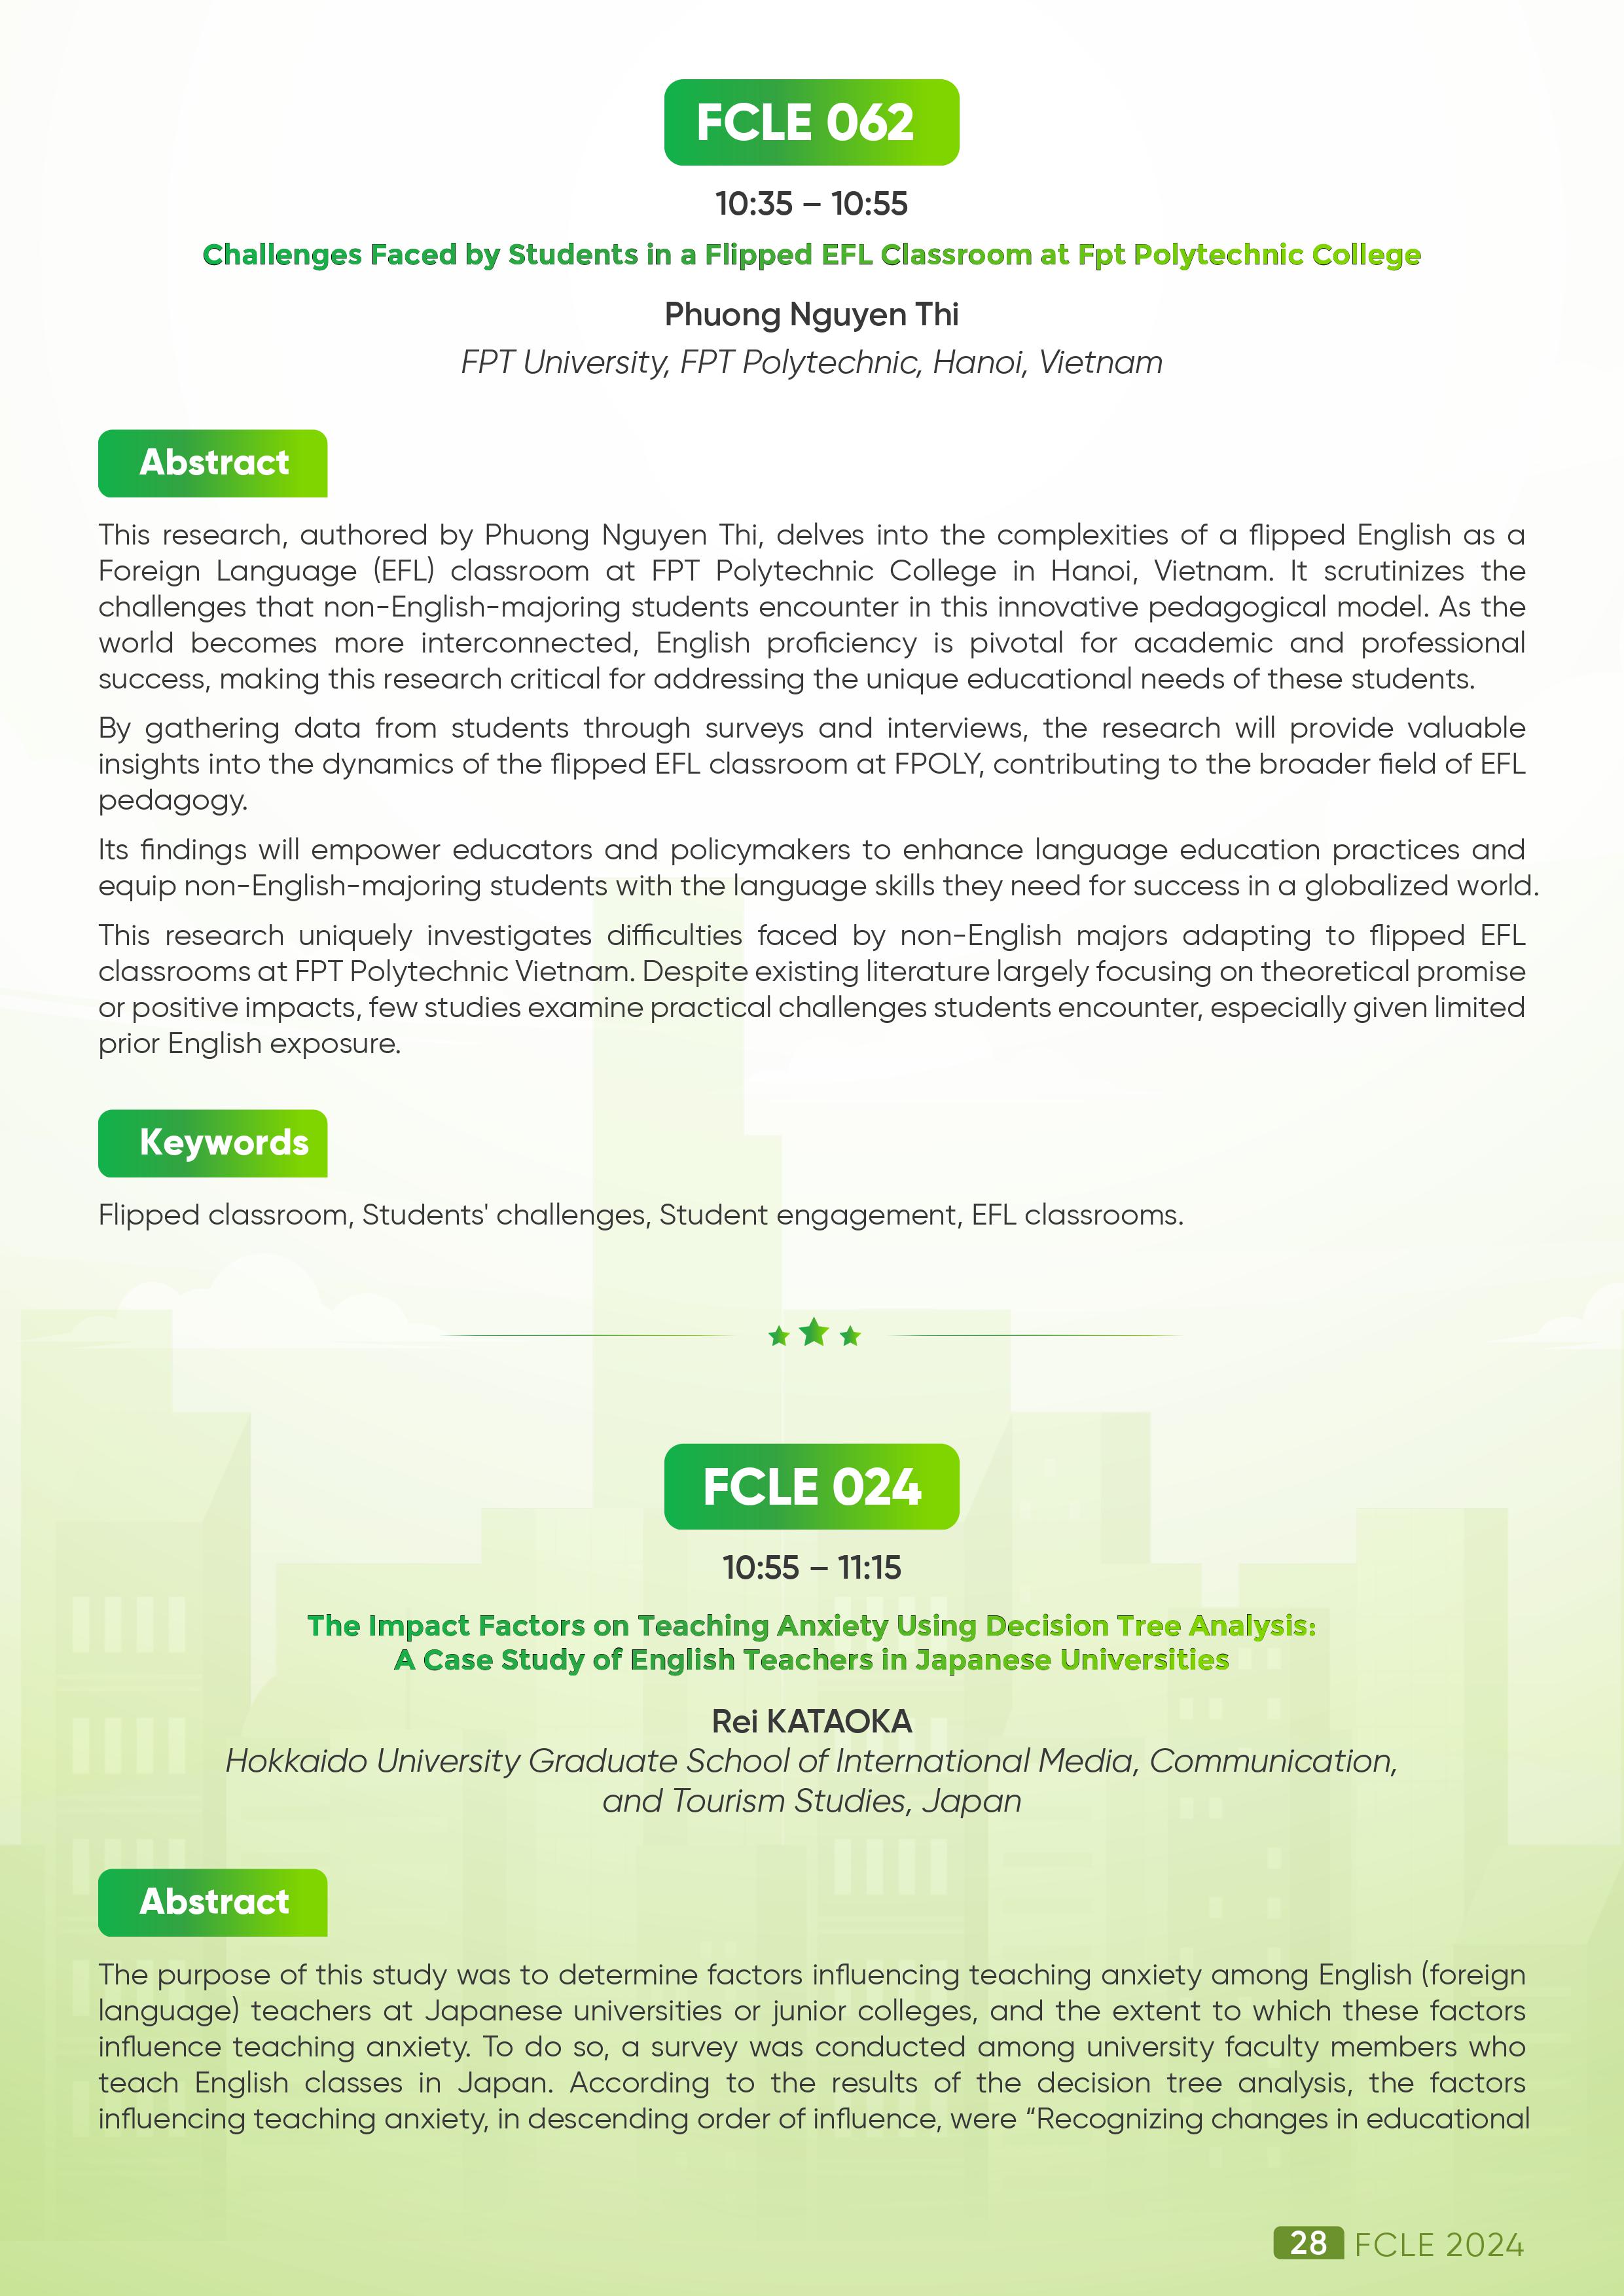 FCLE 062
10:35 – 10:55
Challenges Faced by Students in a Flipped EFL Classroom at Fpt Polytechnic College
Phuong Nguyen Thi
FPT University, FPT Polytechnic, Hanoi, Vietnam
Abstract
This research, authored by Phuong Nguyen Thi, delves into the complexities of a flipped English as a
Foreign Language (EFL) classroom at FPT Polytechnic College in Hanoi, Vietnam. It scrutinizes the
challenges that non-English-majoring students encounter in this innovative pedagogical model. As the
world becomes more interconnected, English proficiency is pivotal for academic and professional
success, making this research critical for addressing the unique educational needs of these students.
By gathering data from students through surveys and interviews, the research will provide valuable
insights into the dynamics of the flipped EFL classroom at FPOLY, contributing to the broader field of EFL
pedagogy.
Its findings will empower educators and policymakers to enhance language education practices and
equip non-English-majoring students with the language skills they need for success in a globalized world.
This research uniquely investigates difficulties faced by non-English majors adapting to flipped EFL
classrooms at FPT Polytechnic Vietnam. Despite existing literature largely focusing on theoretical promise
or positive impacts, few studies examine practical challenges students encounter, especially given limited
prior English exposure.
Keywords
Flipped classroom, Students' challenges, Student engagement, EFL classrooms.
FCLE 024
10:55 – 11:15
The Impact Factors on Teaching Anxiety Using Decision Tree Analysis:
A Case Study of English Teachers in Japanese Universities
Rei KATAOKA
Hokkaido University Graduate School of International Media, Communication,
and Tourism Studies, Japan
Abstract
The purpose of this study was to determine factors influencing teaching anxiety among English (foreign
language) teachers at Japanese universities or junior colleges, and the extent to which these factors
influence teaching anxiety. To do so, a survey was conducted among university faculty members who
teach English classes in Japan. According to the results of the decision tree analysis, the factors
influencing teaching anxiety, in descending order of influence, were “Recognizing changes in educational
28 FCLE 2024